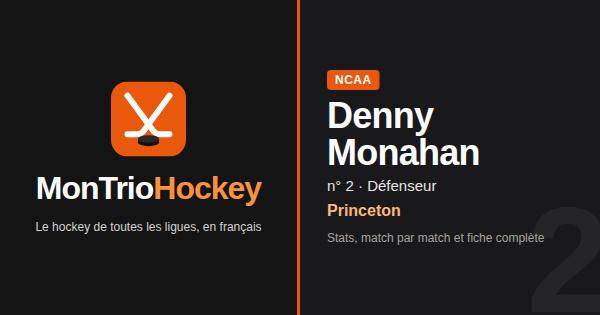 MonTrioHockey
Le hockey de toutes les ligues, en français
NCAA
Denny
Monahan
n° 2 · Défenseur
Princeton
Stats, match par match et fiche complète
2